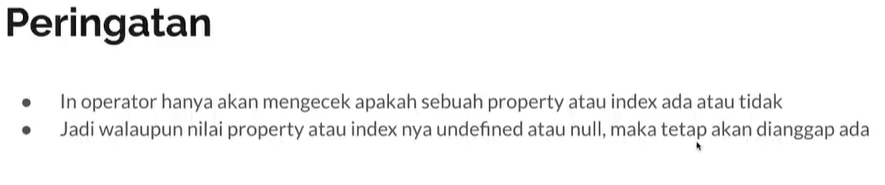 Peringatan
● In operator hanya akan mengecek apakah sebuah property atau index ada atau tidak
● Jadi walaupun nilai property atau index nya undefined atau null, maka tetap akan dianggap ada